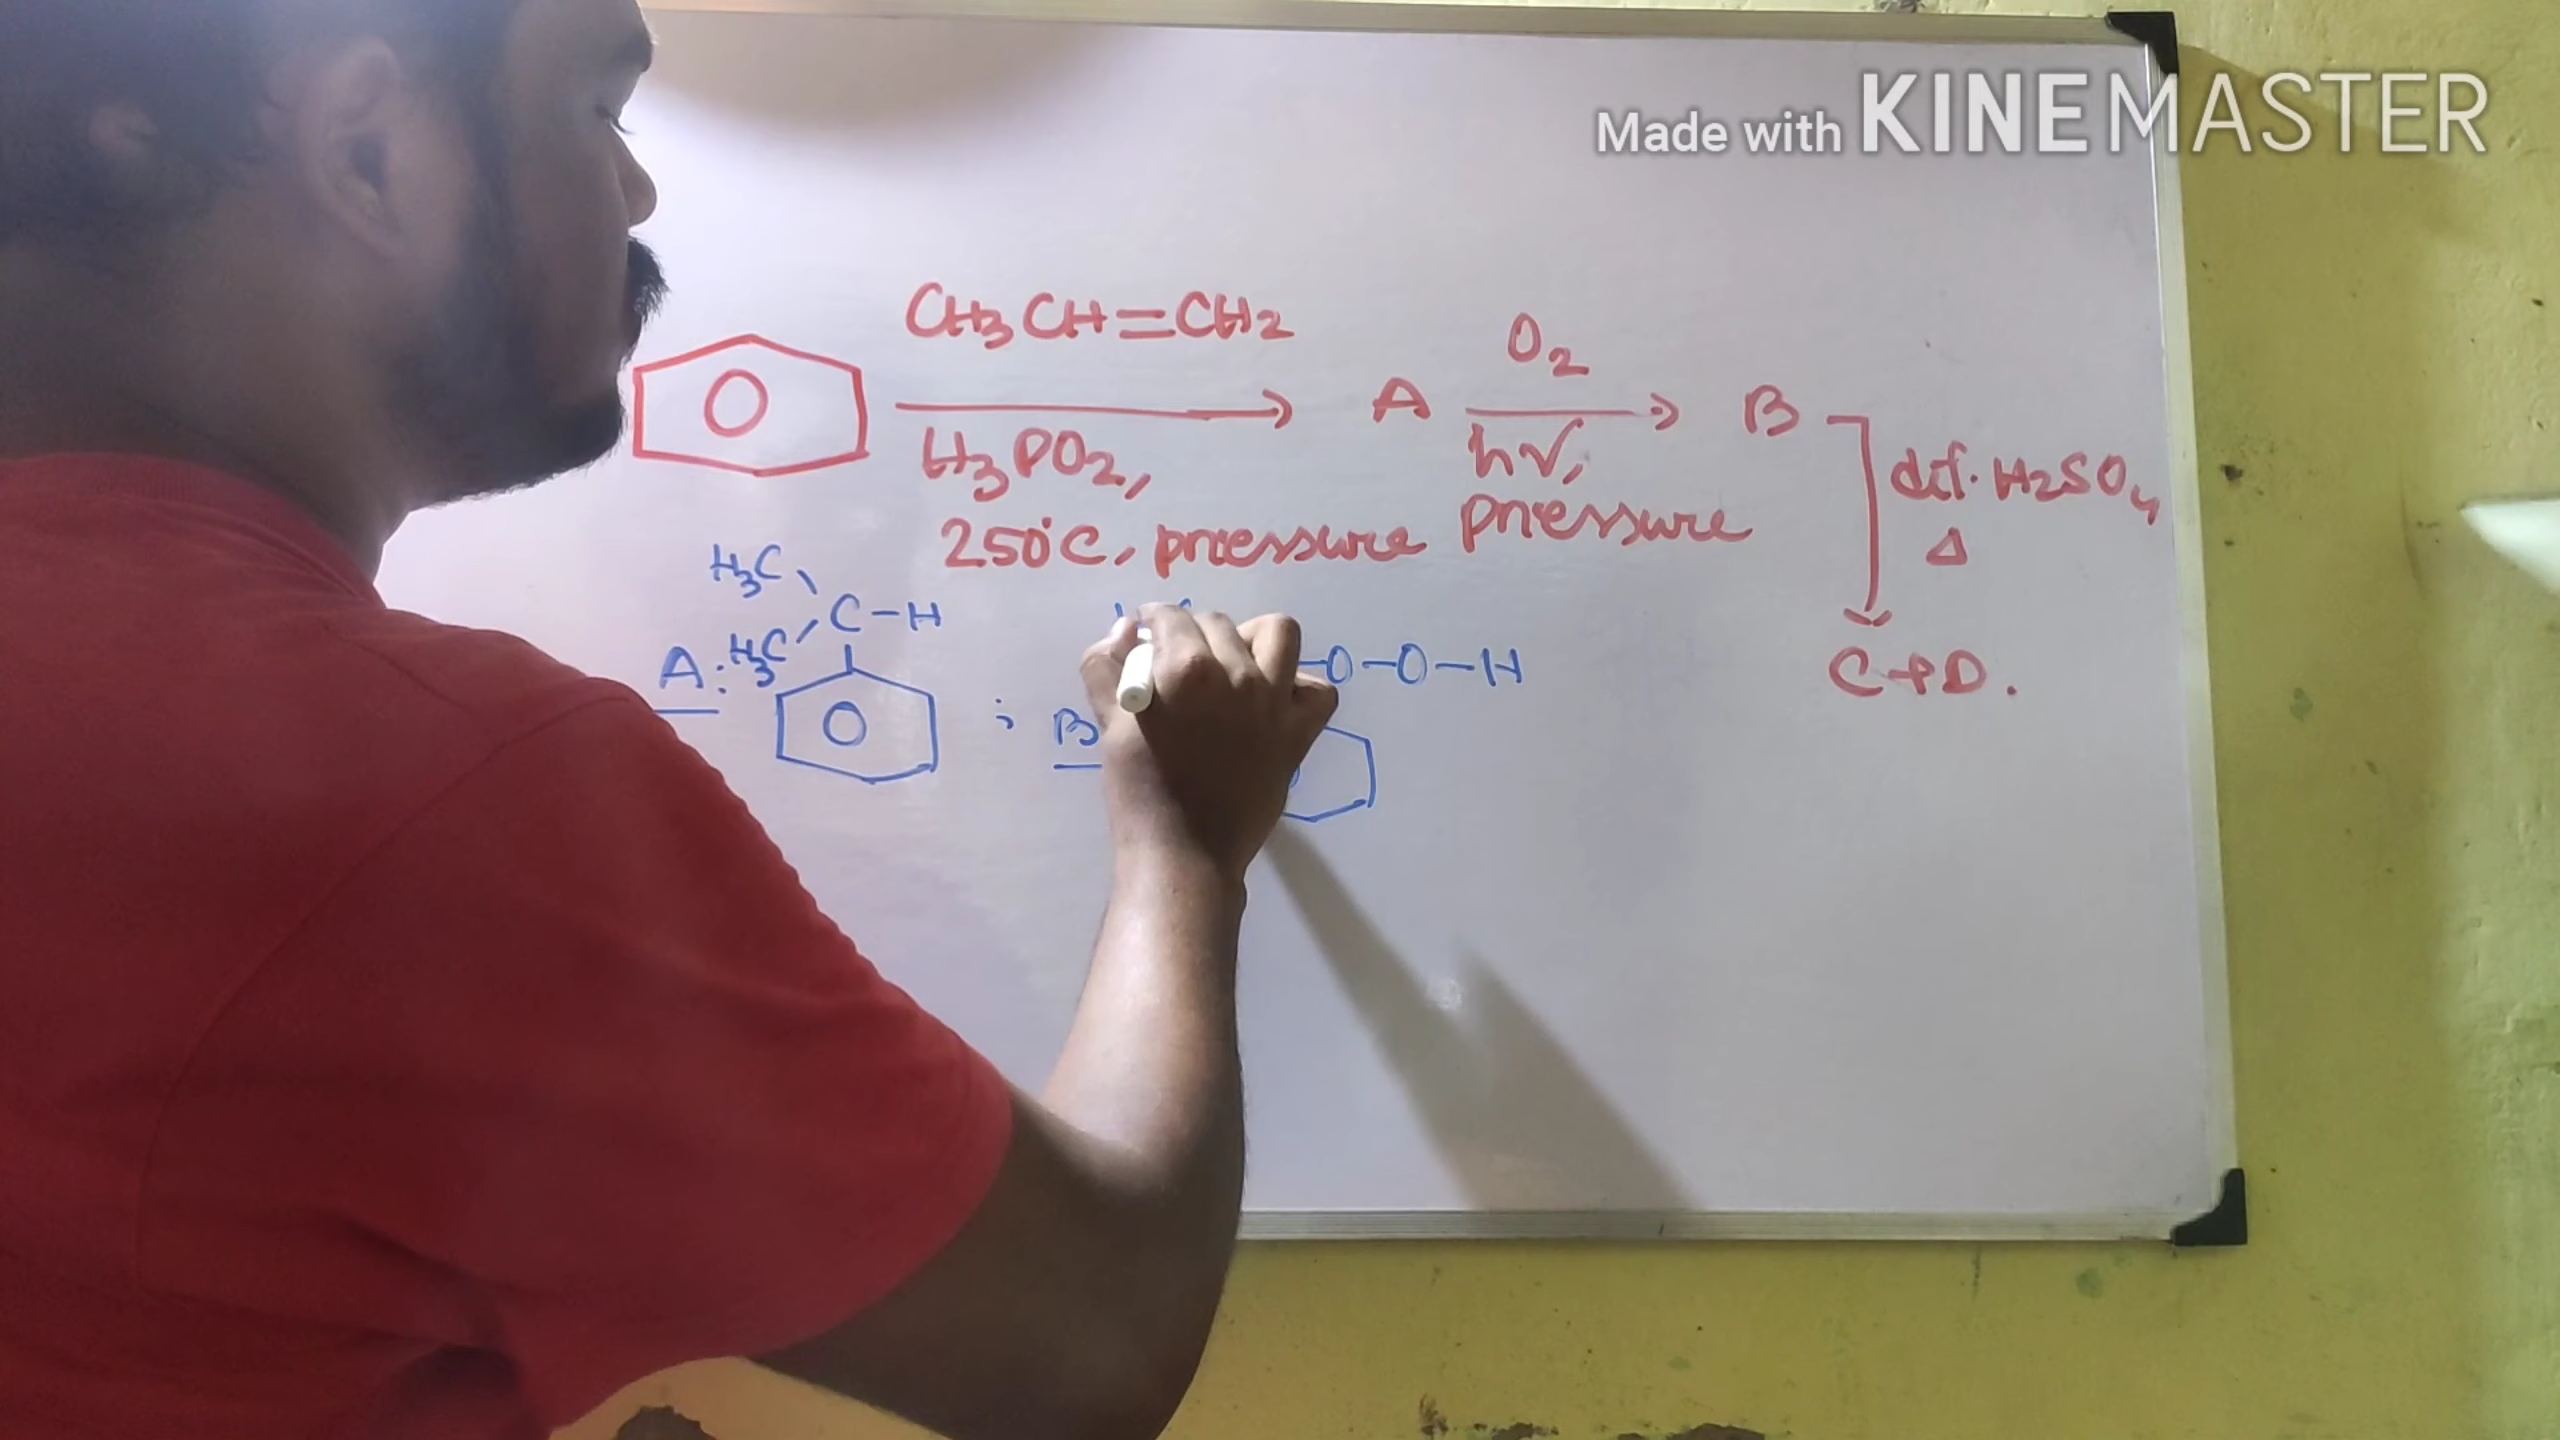 Made with KINEMASTER
CH3CH=CH2
O2
A
B
H3PO2,
hν,
dil. H2SO4
250°C, pressure
pressure
Δ
H3C
C-H
H3C
A:
-O-O-H
C+D.
; B